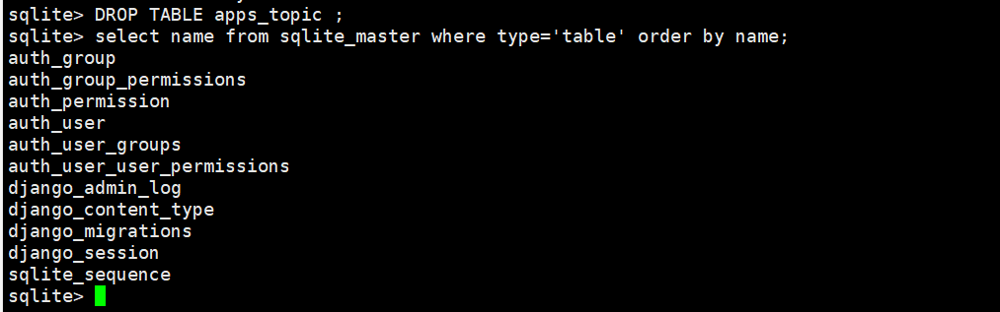 sqlite> DROP TABLE apps_topic ;
sqlite> select name from sqlite_master where type='table' order by name;
auth_group
auth_group_permissions
auth_permission
auth_user
auth_user_groups
auth_user_user_permissions
django_admin_log
django_content_type
django_migrations
django_session
sqlite_sequence
sqlite>